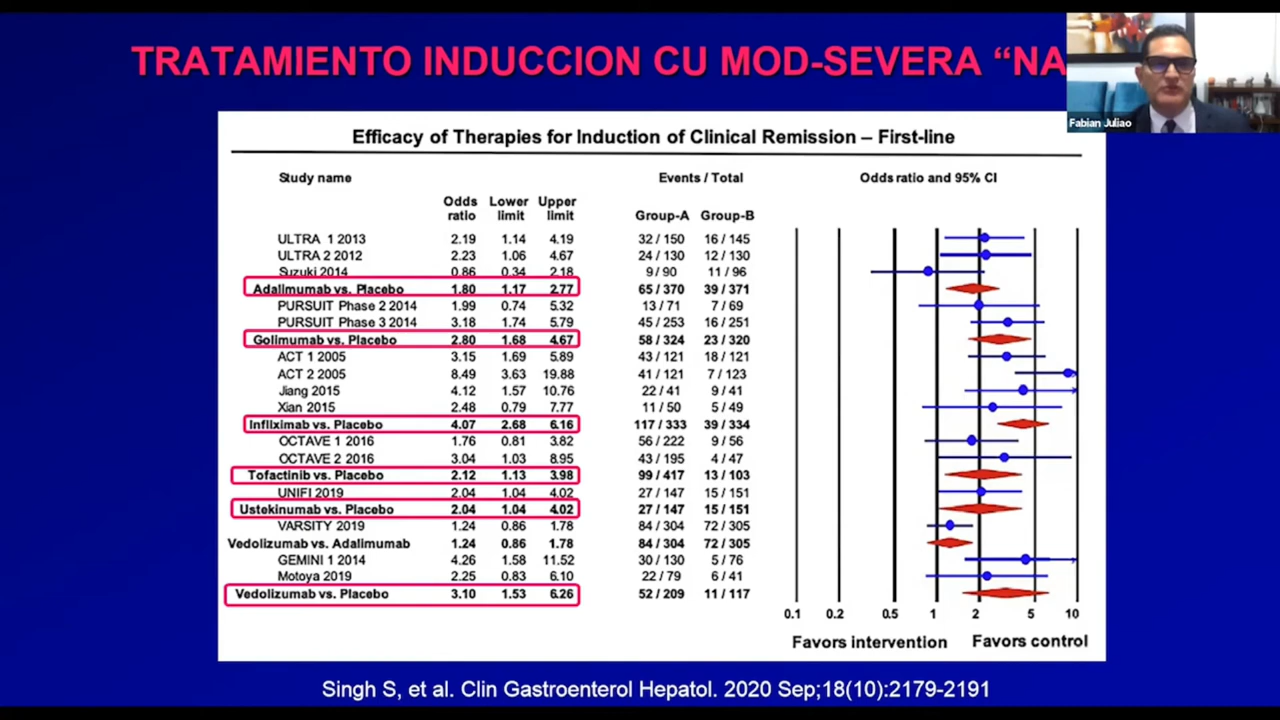 TRATAMIENTO INDUCCION CU MOD-SEVERA “NA
Fabian Juliao
Efficacy of Therapies for Induction of Clinical Remission – First-line
Study name Events / Total Odds ratio and 95% CI
Odds ratio Lower limit Upper limit Group-A Group-B
ULTRA 1 2013 2.19 1.14 4.19 32 / 150 16 / 145
ULTRA 2 2012 2.23 1.06 4.67 24 / 130 12 / 130
Suzuki 2014 0.86 0.34 2.18 9 / 90 11 / 96
Adalimumab vs. Placebo 1.80 1.17 2.77 65 / 370 39 / 371
PURSUIT Phase 2 2014 1.99 0.74 5.32 13 / 71 7 / 69
PURSUIT Phase 3 2014 3.18 1.74 5.79 45 / 253 16 / 251
Golimumab vs. Placebo 2.80 1.68 4.67 58 / 324 23 / 320
ACT 1 2005 3.15 1.69 5.89 43 / 121 18 / 121
ACT 2 2005 8.49 3.63 19.88 41 / 121 7 / 123
Jiang 2015 4.12 1.57 10.76 22 / 41 9 / 41
Xian 2015 2.48 0.79 7.77 11 / 50 5 / 49
Infliximab vs. Placebo 4.07 2.68 6.16 117 / 333 39 / 334
OCTAVE 1 2016 1.76 0.81 3.82 56 / 222 9 / 56
OCTAVE 2 2016 3.04 1.03 8.95 43 / 195 4 / 47
Tofactinib vs. Placebo 2.12 1.13 3.98 99 / 417 13 / 103
UNIFI 2019 2.04 1.04 4.02 27 / 147 15 / 151
Ustekinumab vs. Placebo 2.04 1.04 4.02 27 / 147 15 / 151
VARSITY 2019 1.24 0.86 1.78 84 / 304 72 / 305
Vedolizumab vs. Adalimumab 1.24 0.86 1.78 84 / 304 72 / 305
GEMINI 1 2014 4.26 1.58 11.52 30 / 130 5 / 76
Motoya 2019 2.25 0.83 6.10 22 / 79 6 / 41
Vedolizumab vs. Placebo 3.10 1.53 6.26 52 / 209 11 / 117
0.1 0.2 0.5 1 2 5 10
Favors intervention Favors control
Singh S, et al. Clin Gastroenterol Hepatol. 2020 Sep;18(10):2179-2191